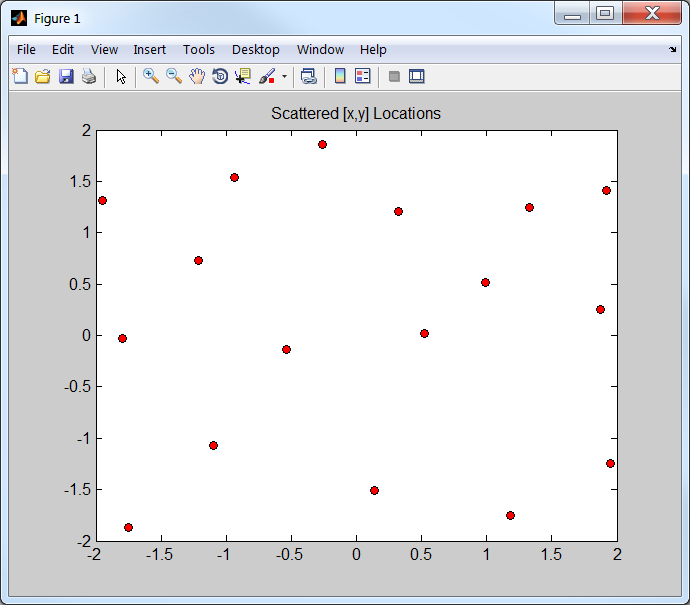 Figure 1
File Edit View Insert Tools Desktop Window Help
Scattered [x,y] Locations
2
1.5
1
0.5
0
-0.5
-1
-1.5
-2
-2 -1.5 -1 -0.5 0 0.5 1 1.5 2